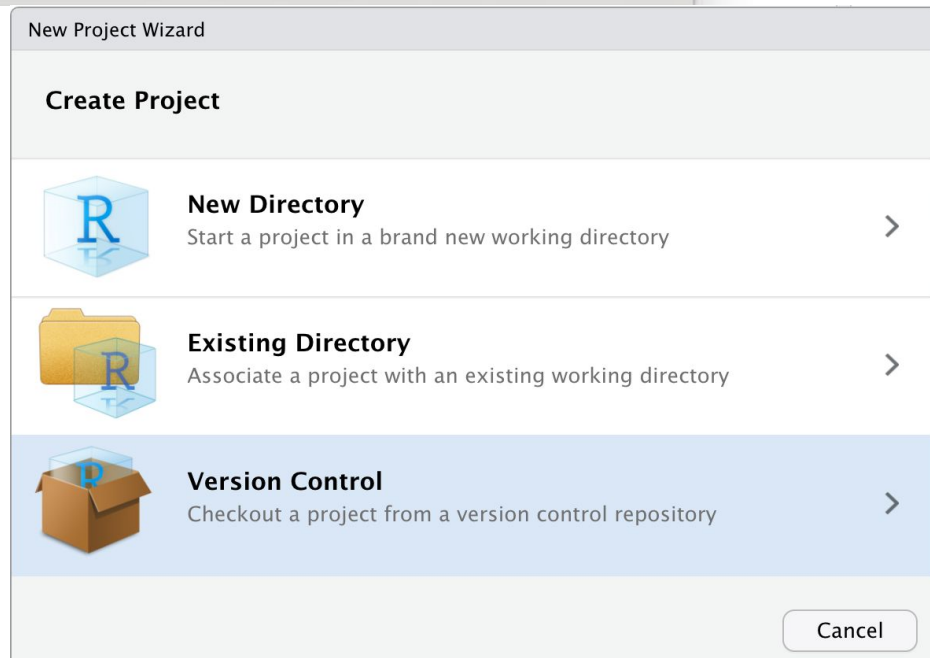 New Project Wizard
Create Project
R
New Directory
Start a project in a brand new working directory
R
Existing Directory
Associate a project with an existing working directory
R
Version Control
Checkout a project from a version control repository
Cancel